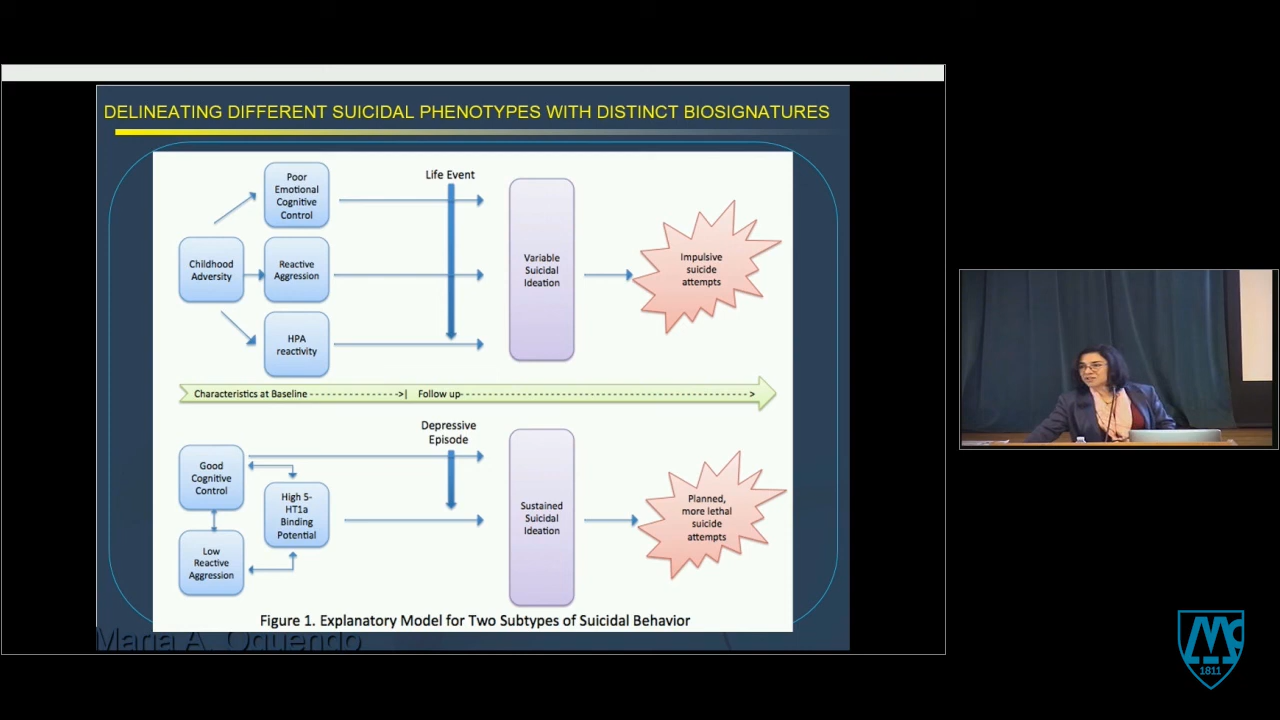 DELINEATING DIFFERENT SUICIDAL PHENOTYPES WITH DISTINCT BIOSIGNATURES
Poor
Emotional
Cognitive
Control
Life Event
Childhood
Adversity
Reactive
Aggression
Variable
Suicidal
Ideation
Impulsive
suicide
attempts
HPA
reactivity
Characteristics at Baseline ------------------->| Follow up------------------------------------------------------------->
Depressive
Episode
Good
Cognitive
Control
High 5-
HT1a
Binding
Potential
Low
Reactive
Aggression
Sustained
Suicidal
Ideation
Planned,
more lethal
suicide
attempts
Figure 1. Explanatory Model for Two Subtypes of Suicidal Behavior
Maria A. Oquendo
1811